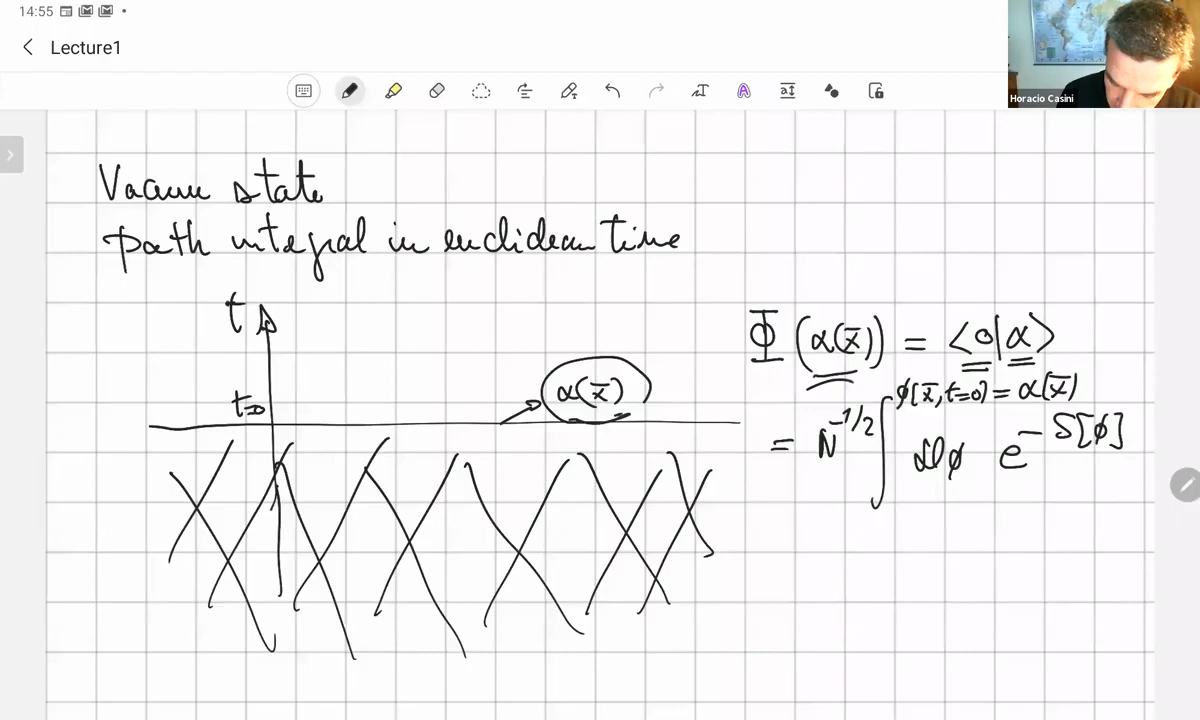 14:55
Lecture1
Horacio Casini
Vacuum state
path integral in euclidean time
t
t=0
α(x̄)
Φ (α(x̄)) = <0|α>
= N^{-1/2} ∫^{φ[x̄, t=0) = α(x̄)} Dφ e^{-S[φ]}